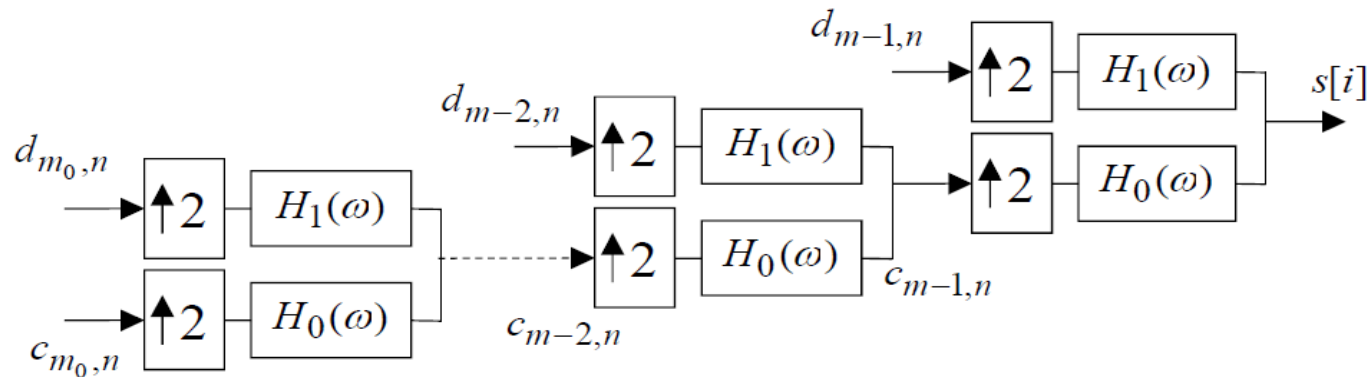 d_{m-1,n}
↑2
H_1(ω)
s[i]
d_{m-2,n}
↑2
H_1(ω)
↑2
H_0(ω)
d_{m_0,n}
↑2
H_1(ω)
↑2
H_0(ω)
c_{m-1,n}
↑2
H_0(ω)
c_{m-2,n}
c_{m_0,n}